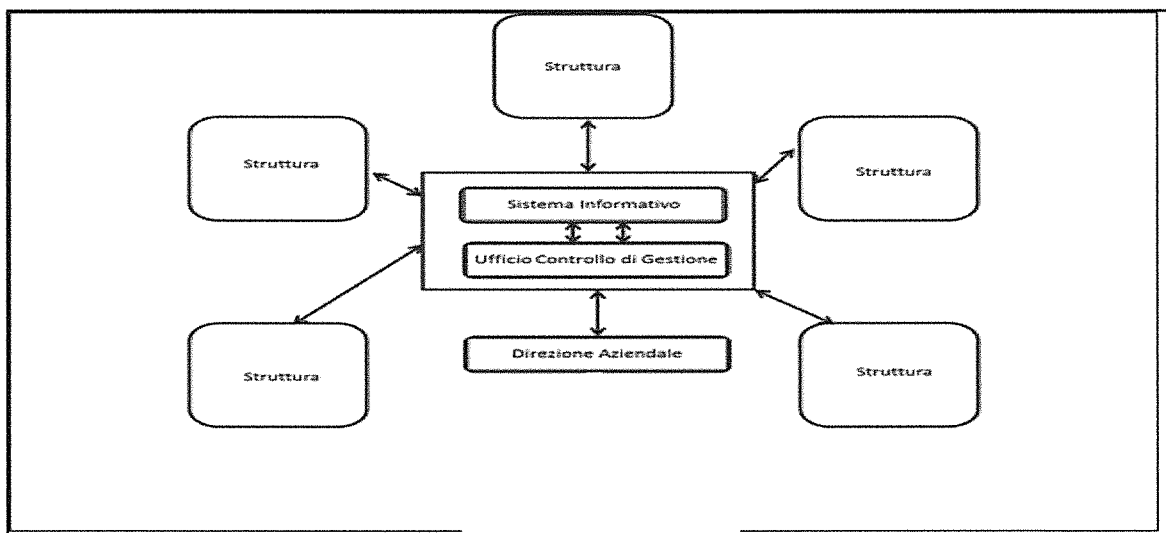 Struttura
Struttura
Struttura
Sistema Informativo
Ufficio Controllo di Gestione
Direzione Aziendale
Struttura
Struttura